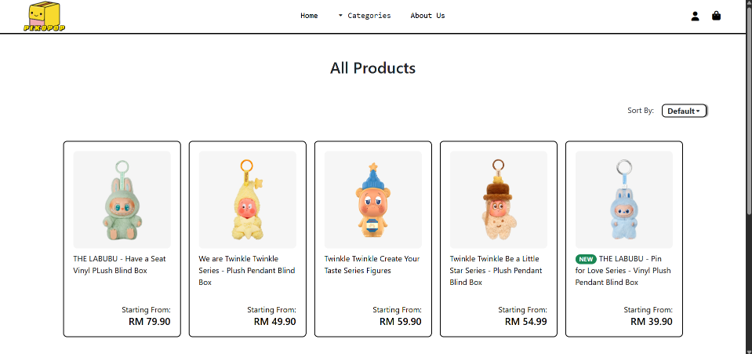 Home
Categories
About Us
PIKOPOP
All Products
Sort By:
Default
THE LABUBU - Have a Seat
Vinyl PLush Blind Box
Starting From:
RM 79.90
We are Twinkle Twinkle
Series - Plush Pendant Blind
Box
Starting From:
RM 49.90
Twinkle Twinkle Create Your
Taste Series Figures
Starting From:
RM 59.90
Twinkle Twinkle Be a Little
Star Series - Plush Pendant
Blind Box
Starting From:
RM 54.99
NEW THE LABUBU - Pin
for Love Series - Vinyl Plush
Pendant Blind Box
Starting From:
RM 39.90